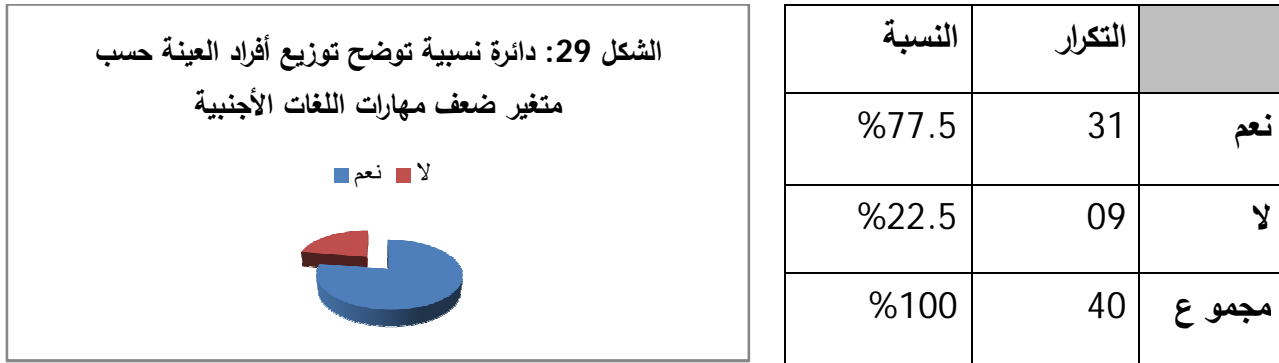 التكرار النسبة
نعم 31 %77.5
لا 09 %22.5
مجمو ع 40 %100
الشكل 29: دائرة نسبية توضح توزيع أفراد العينة حسب
متغير ضعف مهارات اللغات الأجنبية
نعم لا